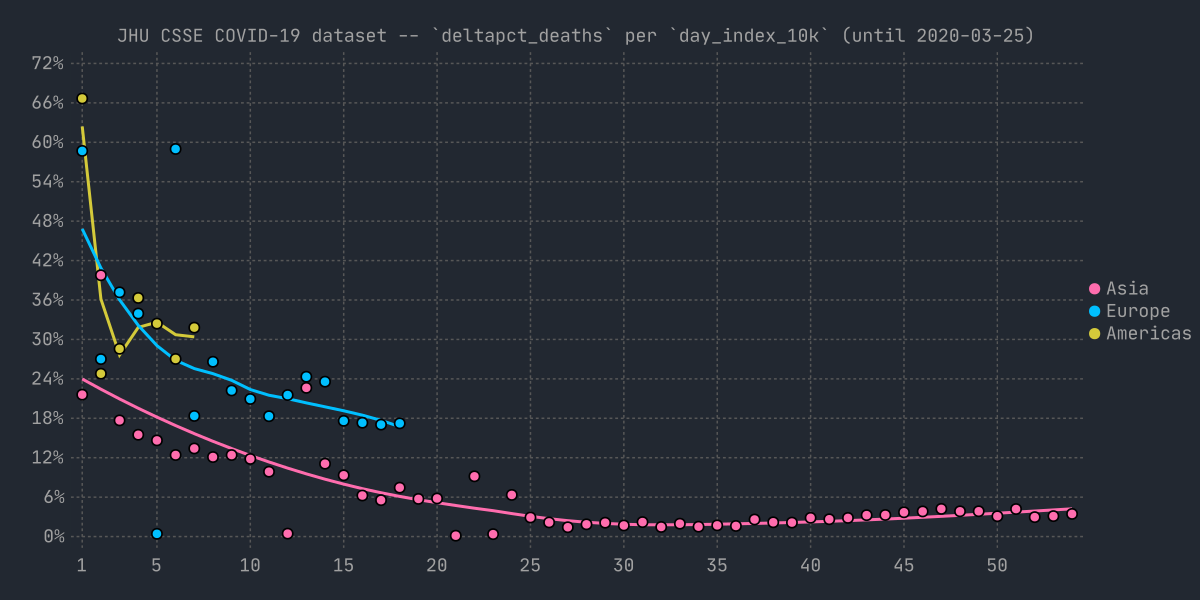 JHU CSSE COVID-19 dataset -- `deltapct_deaths` per `day_index_10k` (until 2020-03-25)
72%
66%
60%
54%
48%
42%
36%
30%
24%
18%
12%
6%
0%
1 5 10 15 20 25 30 35 40 45 50
Asia
Europe
Americas